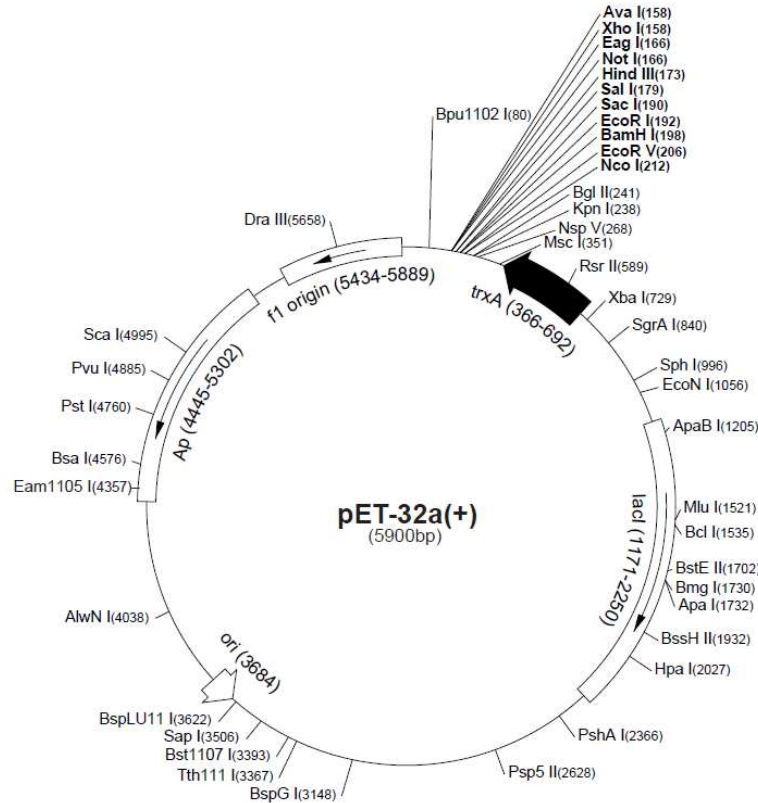 Ava I(158)
Xho I(158)
Eag I(166)
Not I(166)
Hind III(173)
Sal I(179)
Sac I(190)
EcoR I(192)
BamH I(198)
EcoR V(206)
Nco I(212)
Bpu1102 I(80)
Bgl II(241)
Kpn I(238)
Nsp V(268)
Msc I(351)
Rsr II(589)
Xba I(729)
SgrA I(840)
Sph I(996)
EcoN I(1056)
ApaB I(1205)
Mlu I(1521)
Bcl I(1535)
BstE II(1702)
Bmg I(1730)
Apa I(1732)
BssH II(1932)
Hpa I(2027)
PshA I(2366)
Psp5 II(2628)
BspG I(3148)
Tth111 I(3367)
Bst1107 I(3393)
Sap I(3506)
BspLU11 I(3622)
AlwN I(4038)
Eam1105 I(4357)
Bsa I(4576)
Pst I(4760)
Pvu I(4885)
Sca I(4995)
Dra III(5658)
f1 origin (5434-5889)
trxA (366-692)
lacI (1171-2250)
ori (3684)
Ap (4445-5302)
pET-32a(+)
(5900bp)